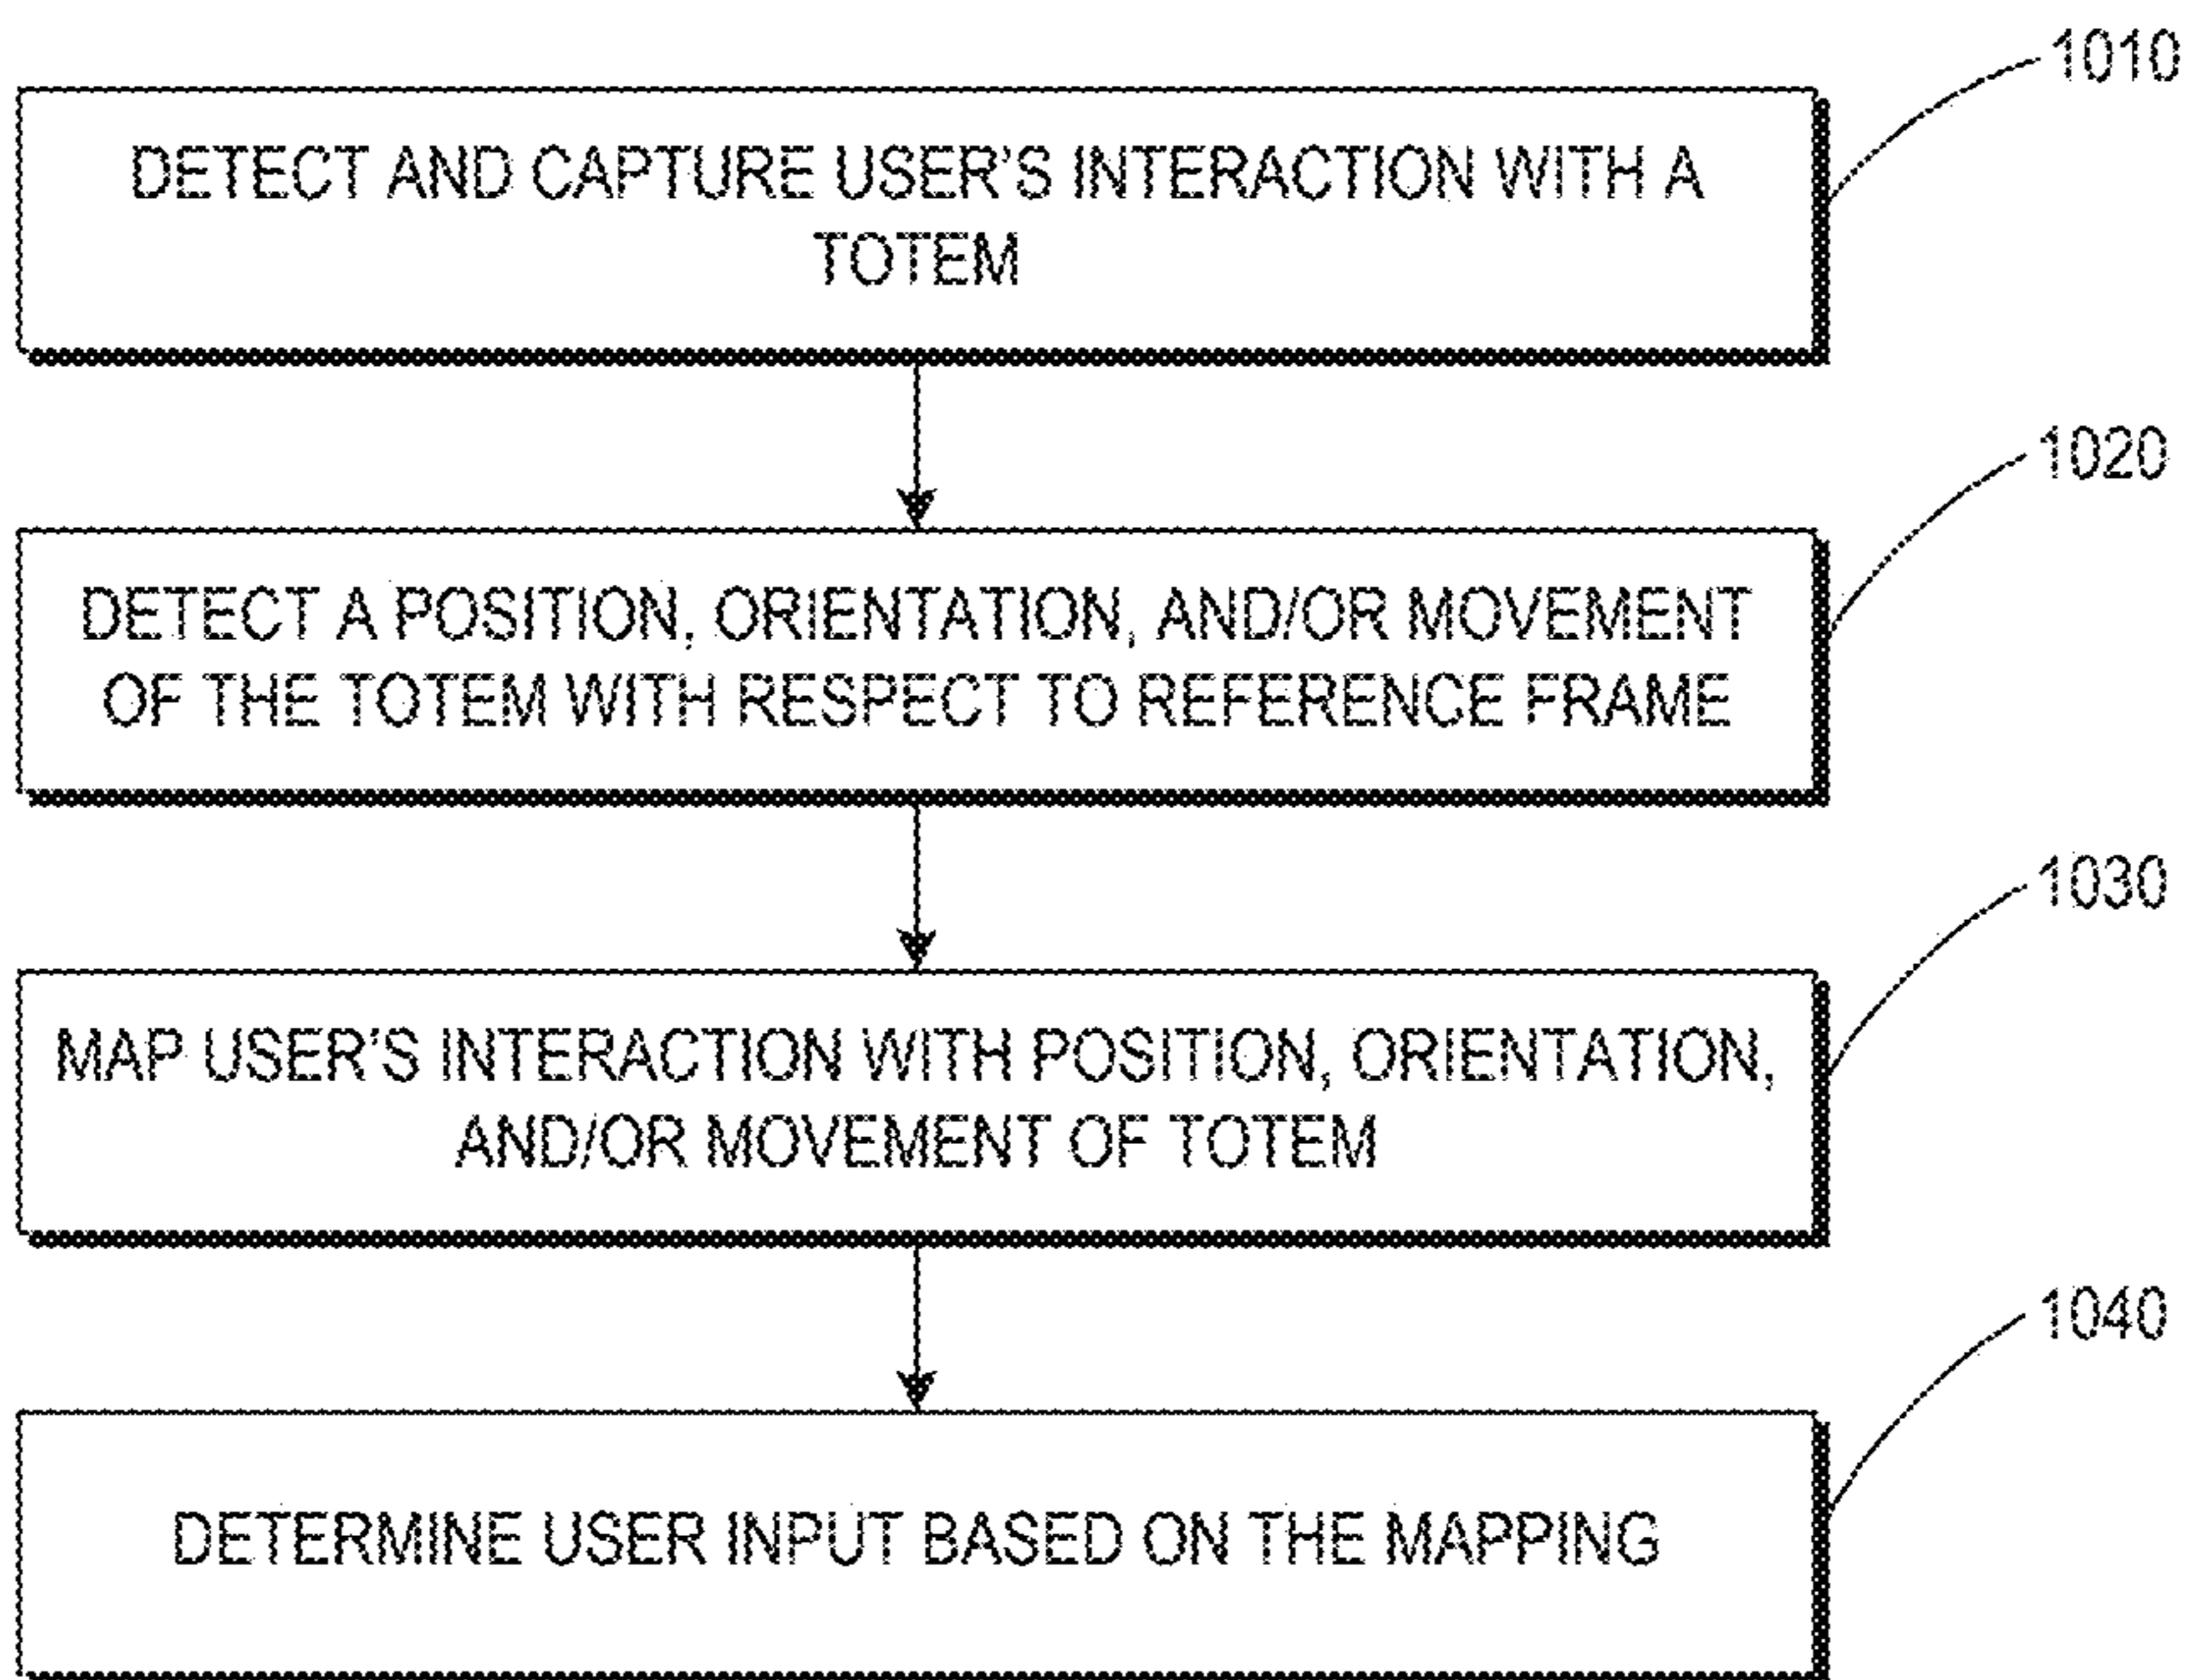 1010
DETECT AND CAPTURE USER'S INTERACTION WITH A
TOTEM
1020
DETECT A POSITION, ORIENTATION, AND/OR MOVEMENT
OF THE TOTEM WITH RESPECT TO REFERENCE FRAME
1030
MAP USER'S INTERACTION WITH POSITION, ORIENTATION,
AND/OR MOVEMENT OF TOTEM
1040
DETERMINE USER INPUT BASED ON THE MAPPING